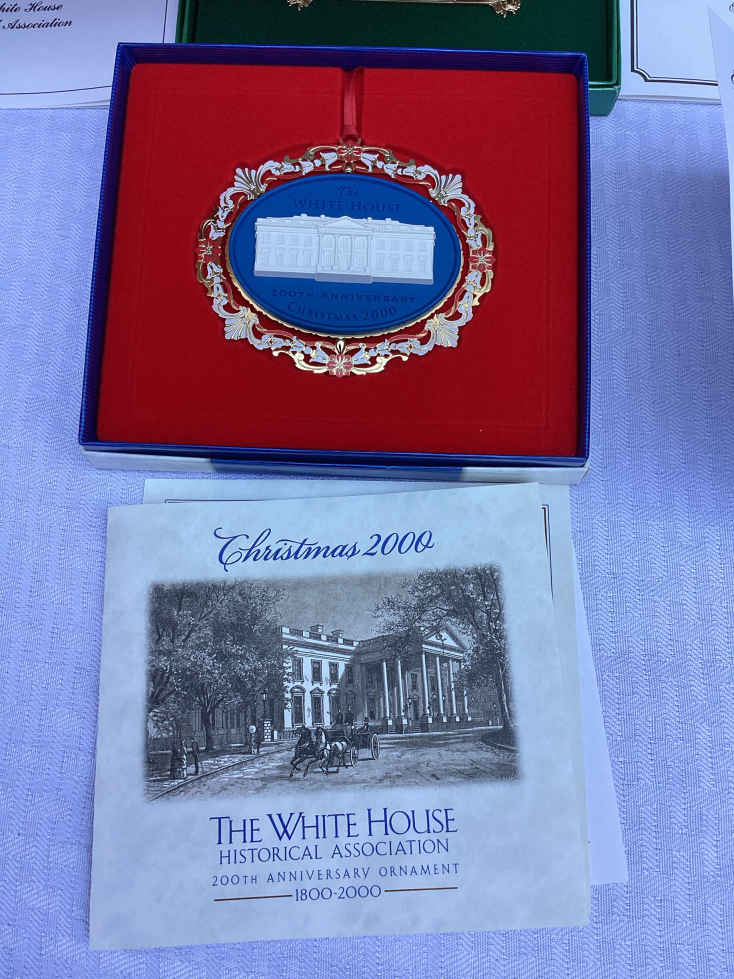 hite House
Association
The
WHITE HOUSE
200TH ANNIVERSARY
CHRISTMAS 2000
Christmas 2000
THE WHITE HOUSE
HISTORICAL ASSOCIATION
200TH ANNIVERSARY ORNAMENT
1800-2000